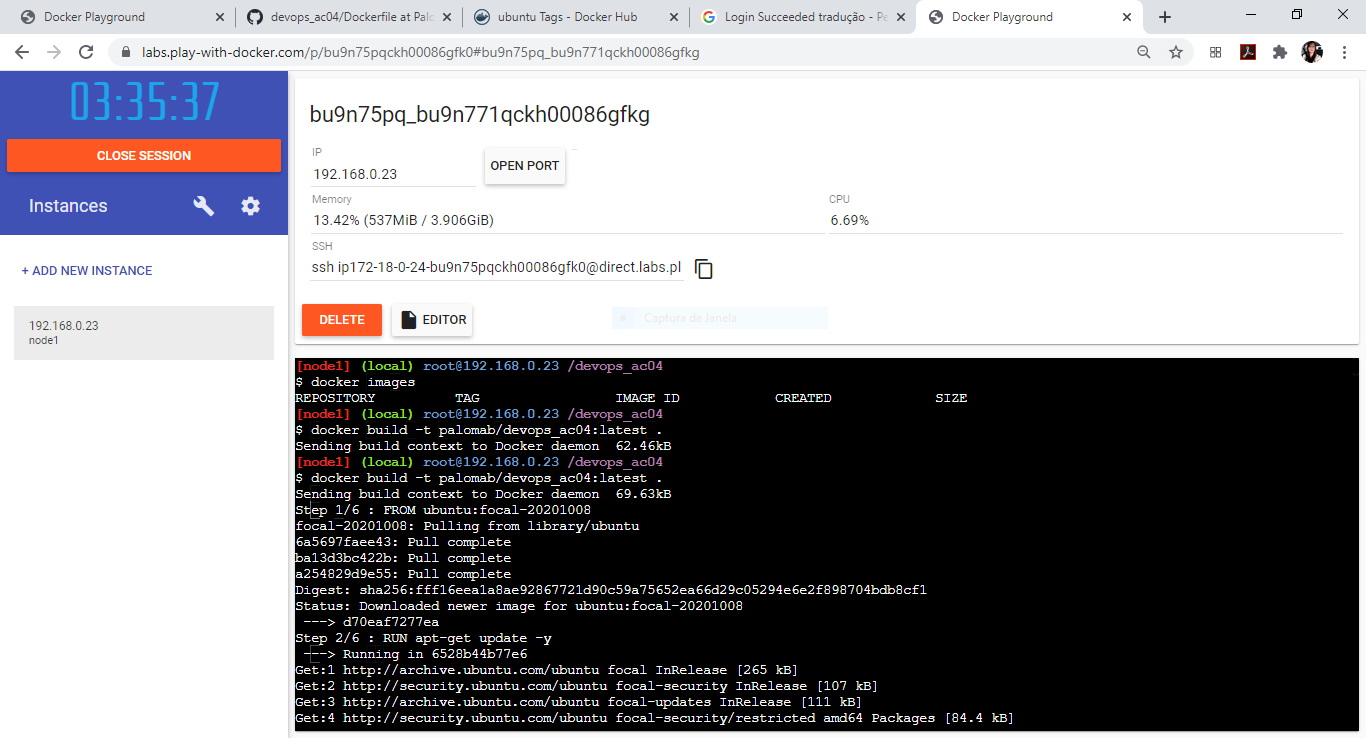 Docker Playground
devops_ac04/Dockerfile at Palo
ubuntu Tags - Docker Hub
Login Succeeded tradução - Pe
Docker Playground
labs.play-with-docker.com/p/bu9n75pqckh00086gfk0#bu9n75pq_bu9n771qckh00086gfkg
03:35:37
CLOSE SESSION
Instances
+ ADD NEW INSTANCE
192.168.0.23
node1
bu9n75pq_bu9n771qckh00086gfkg
IP
192.168.0.23
OPEN PORT
Memory
13.42% (537MiB / 3.906GiB)
CPU
6.69%
SSH
ssh ip172-18-0-24-bu9n75pqckh00086gfk0@direct.labs.pl
DELETE
EDITOR
Captura de Janela
[node1] (local) root@192.168.0.23 /devops_ac04
$ docker images
REPOSITORY TAG IMAGE ID CREATED SIZE
[node1] (local) root@192.168.0.23 /devops_ac04
$ docker build -t palomab/devops_ac04:latest .
Sending build context to Docker daemon 62.46kB
[node1] (local) root@192.168.0.23 /devops_ac04
$ docker build -t palomab/devops_ac04:latest .
Sending build context to Docker daemon 69.63kB
Step 1/6 : FROM ubuntu:focal-20201008
focal-20201008: Pulling from library/ubuntu
6a5697faee43: Pull complete
ba13d3bc422b: Pull complete
a254829d9e55: Pull complete
Digest: sha256:fff16eea1a8ae92867721d90c59a75652ea66d29c05294e6e2f898704bdb8cf1
Status: Downloaded newer image for ubuntu:focal-20201008
---> d70eaf7277ea
Step 2/6 : RUN apt-get update -y
---> Running in 6528b44b77e6
Get:1 http://archive.ubuntu.com/ubuntu focal InRelease [265 kB]
Get:2 http://security.ubuntu.com/ubuntu focal-security InRelease [107 kB]
Get:3 http://archive.ubuntu.com/ubuntu focal-updates InRelease [111 kB]
Get:4 http://security.ubuntu.com/ubuntu focal-security/restricted amd64 Packages [84.4 kB]